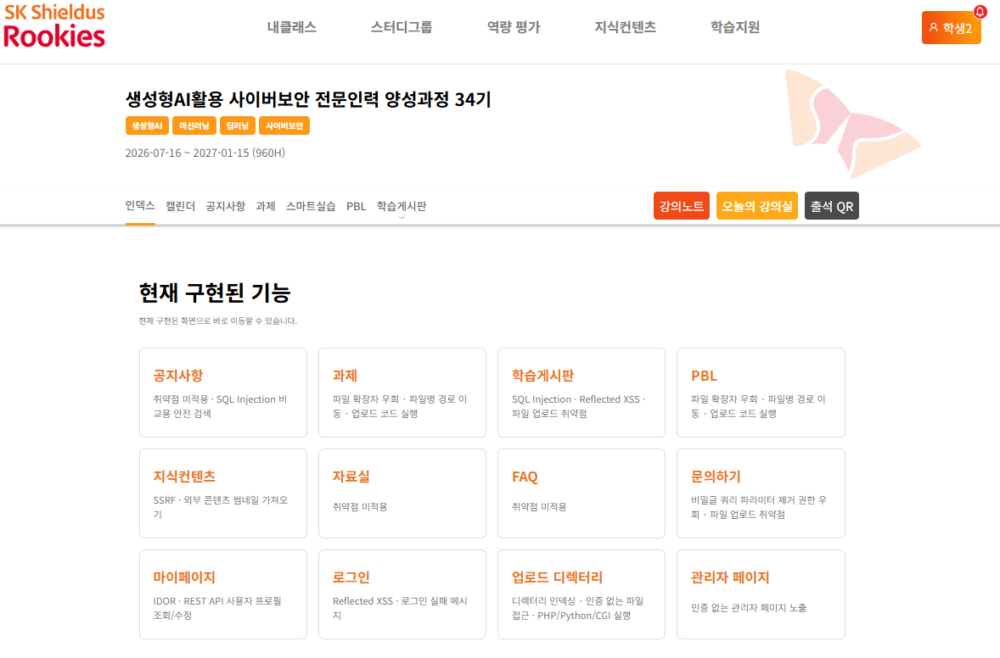 SK Shieldus
Rookies
내클래스
스터디그룹
역량 평가
지식컨텐츠
학습지원
학생2
생성형AI활용 사이버보안 전문인력 양성과정 34기
생성형AI
머신러닝
딥러닝
사이버보안
2026-07-16 ~ 2027-01-15 (960H)
인덱스
캘린더
공지사항
과제
스마트실습
PBL
학습게시판
강의노트
오늘의 강의실
출석 QR
현재 구현된 기능
현재 구현된 화면으로 바로 이동할 수 있습니다.
공지사항
취약점 미적용 · SQL Injection 비
교용 안전 검색
과제
파일 확장자 우회 · 파일명 경로 이
동 · 업로드 코드 실행
학습게시판
SQL Injection · Reflected XSS ·
파일 업로드 취약점
PBL
파일 확장자 우회 · 파일명 경로 이
동 · 업로드 코드 실행
지식컨텐츠
SSRF · 외부 콘텐츠 썸네일 가져오
기
자료실
취약점 미적용
FAQ
취약점 미적용
문의하기
비밀글 쿼리 파라미터 제거 권한 우
회 · 파일 업로드 취약점
마이페이지
IDOR · REST API 사용자 프로필
조회/수정
로그인
Reflected XSS · 로그인 실패 메시
지
업로드 디렉터리
디렉터리 인덱싱 · 인증 없는 파일
접근 · PHP/Python/CGI 실행
관리자 페이지
인증 없는 관리자 페이지 노출